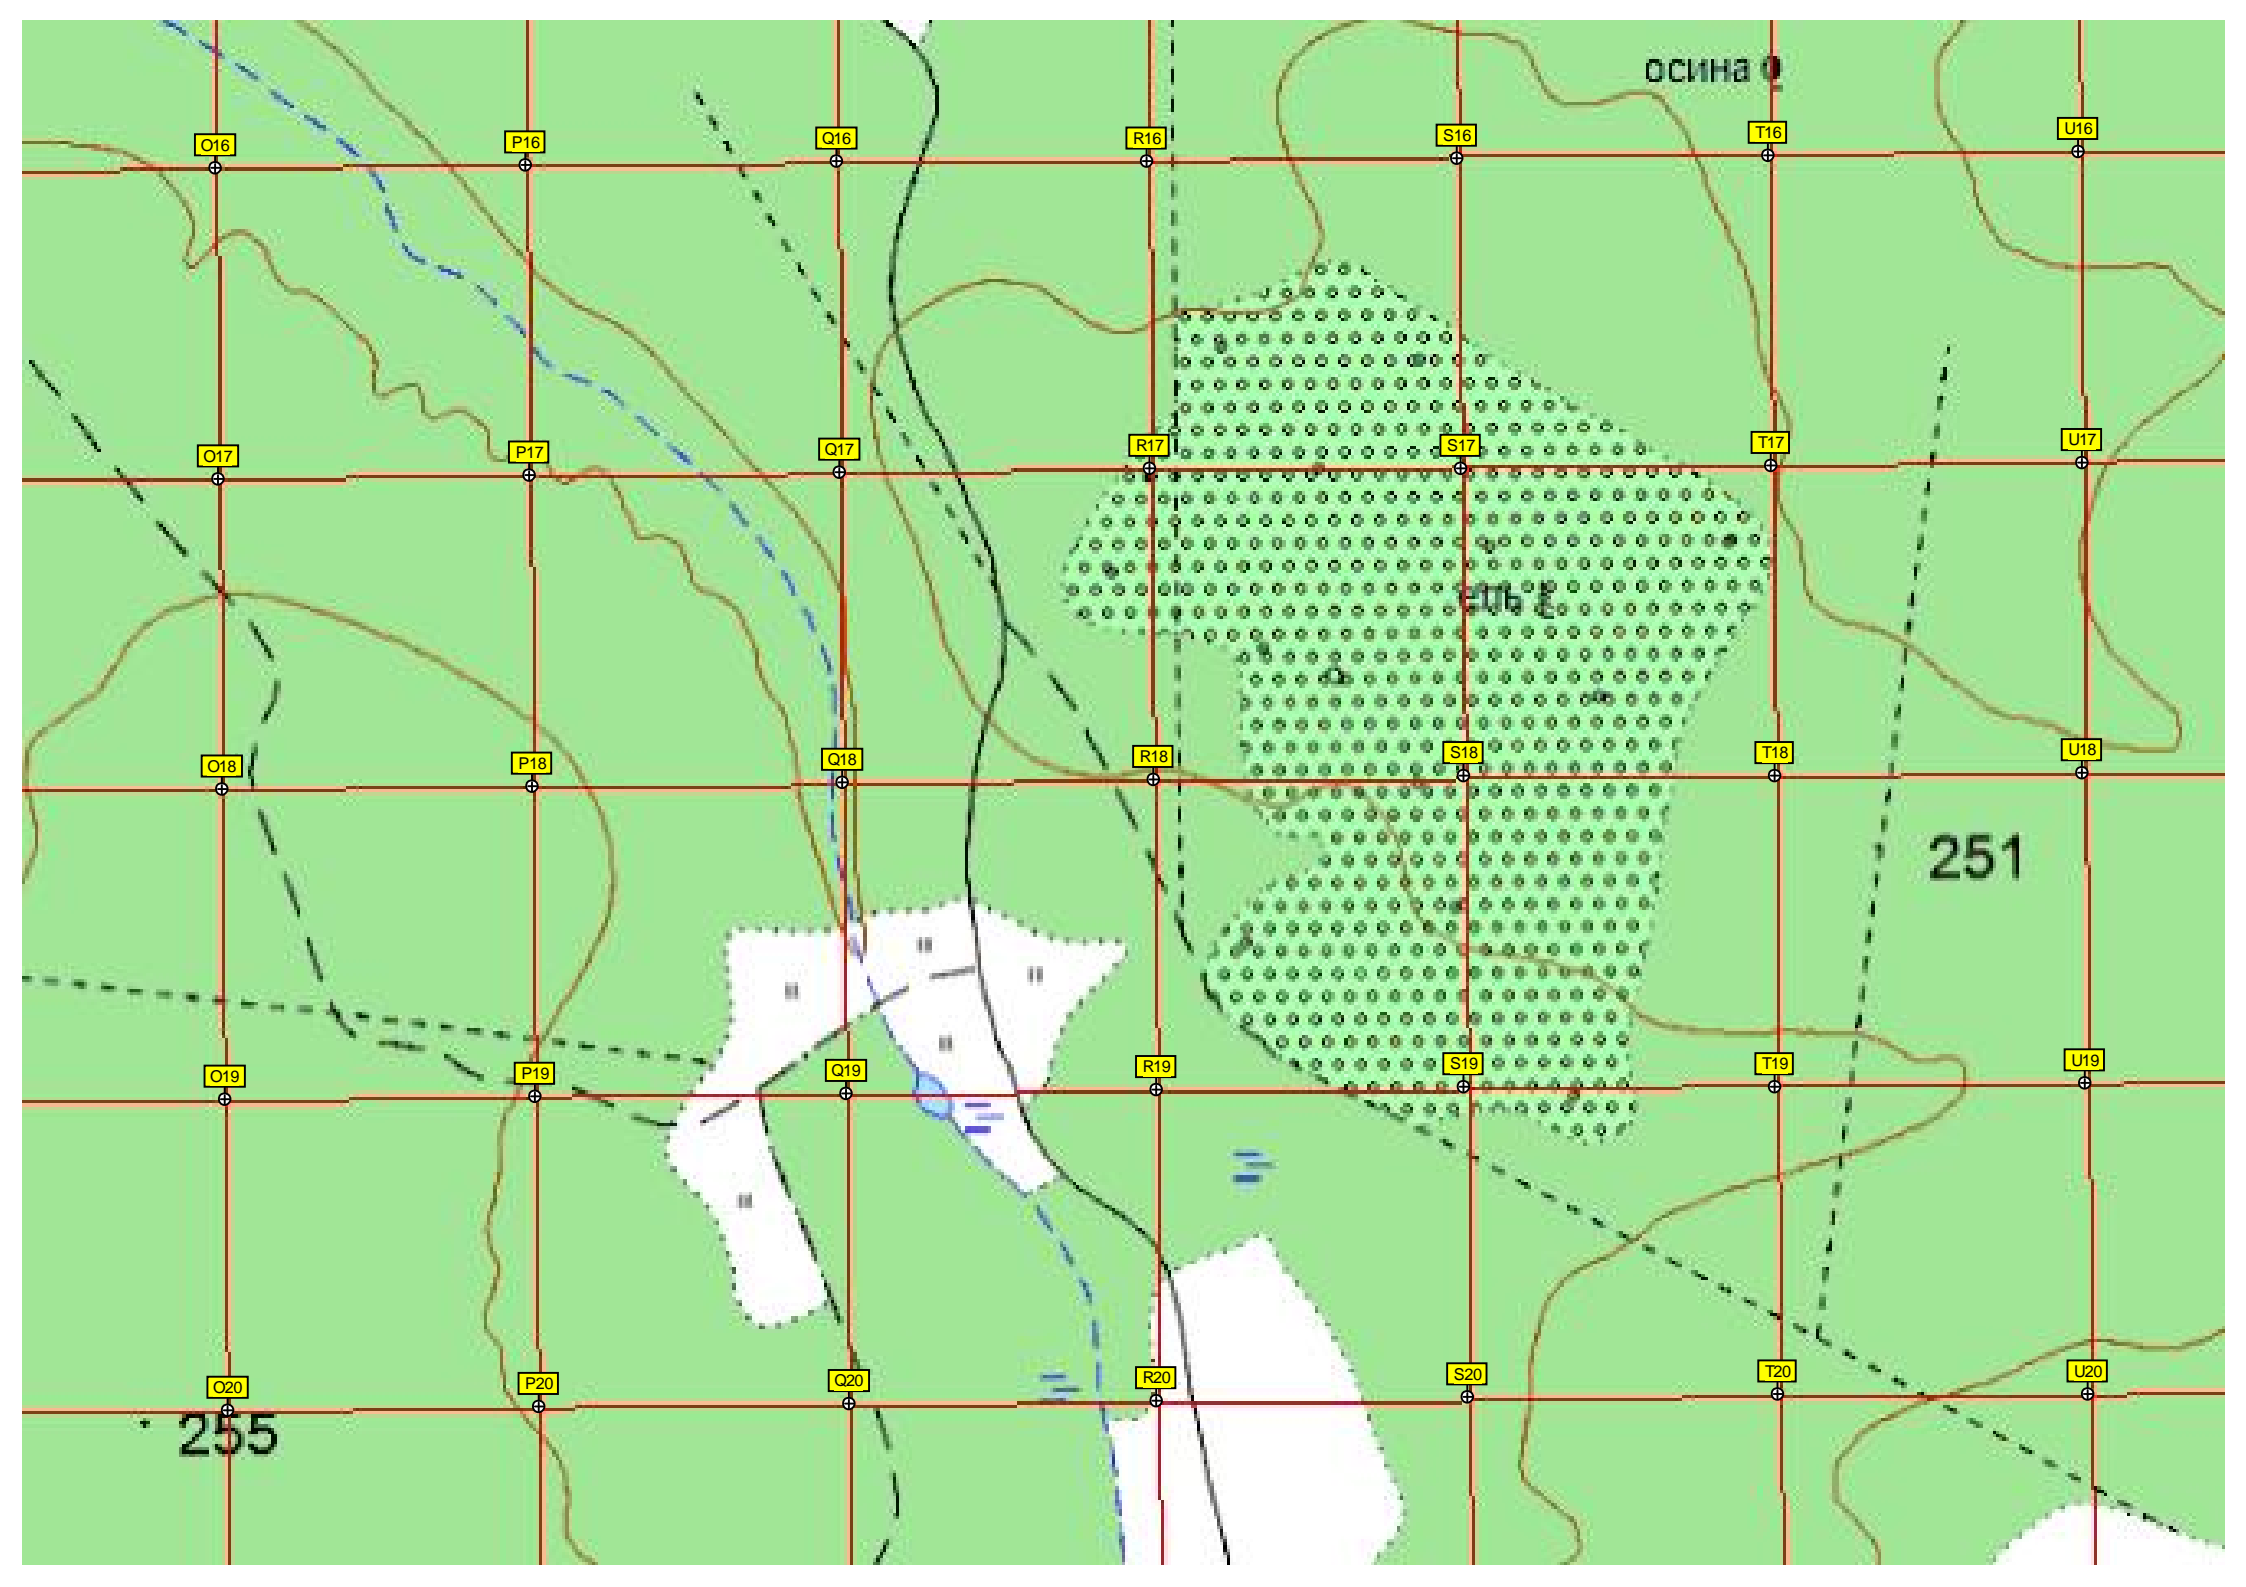 осина
O16 P16 Q16 R16 S16 T16 U16
O17 P17 Q17 R17 S17 T17 U17
O18 P18 Q18 R18 S18 T18 U18
251
O19 P19 Q19 R19 S19 T19 U19
O20 P20 Q20 R20 S20 T20 U20
255